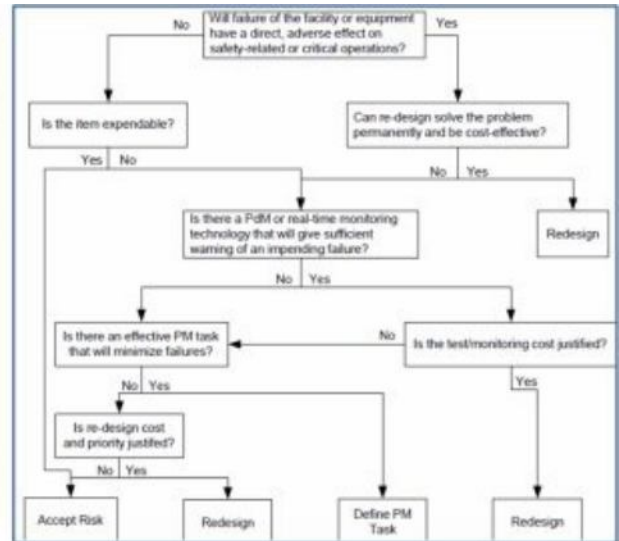 Will failure of the facility or equipment
have a direct, adverse effect on
safety-related or critical operations?
No
Yes
Is the item expendable?
Can re-design solve the problem
permanently and be cost-effective?
Yes
No
No
Yes
Is there a PdM or real-time monitoring
technology that will give sufficient
warning of an impending failure?
Redesign
No
Yes
Is there an effective PM task
that will minimize failures?
No
Is the test/monitoring cost justified?
No
Yes
Yes
Is re-design cost
and priority justifed?
No
Yes
Accept Risk
Redesign
Define PM
Task
Redesign